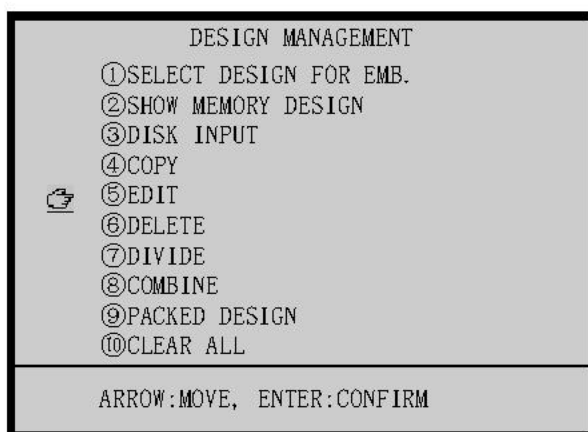 DESIGN MANAGEMENT
①SELECT DESIGN FOR EMB.
②SHOW MEMORY DESIGN
③DISK INPUT
④COPY
⑤EDIT
⑥DELETE
⑦DIVIDE
⑧COMBINE
⑨PACKED DESIGN
⑩CLEAR ALL
ARROW:MOVE, ENTER:CONFIRM